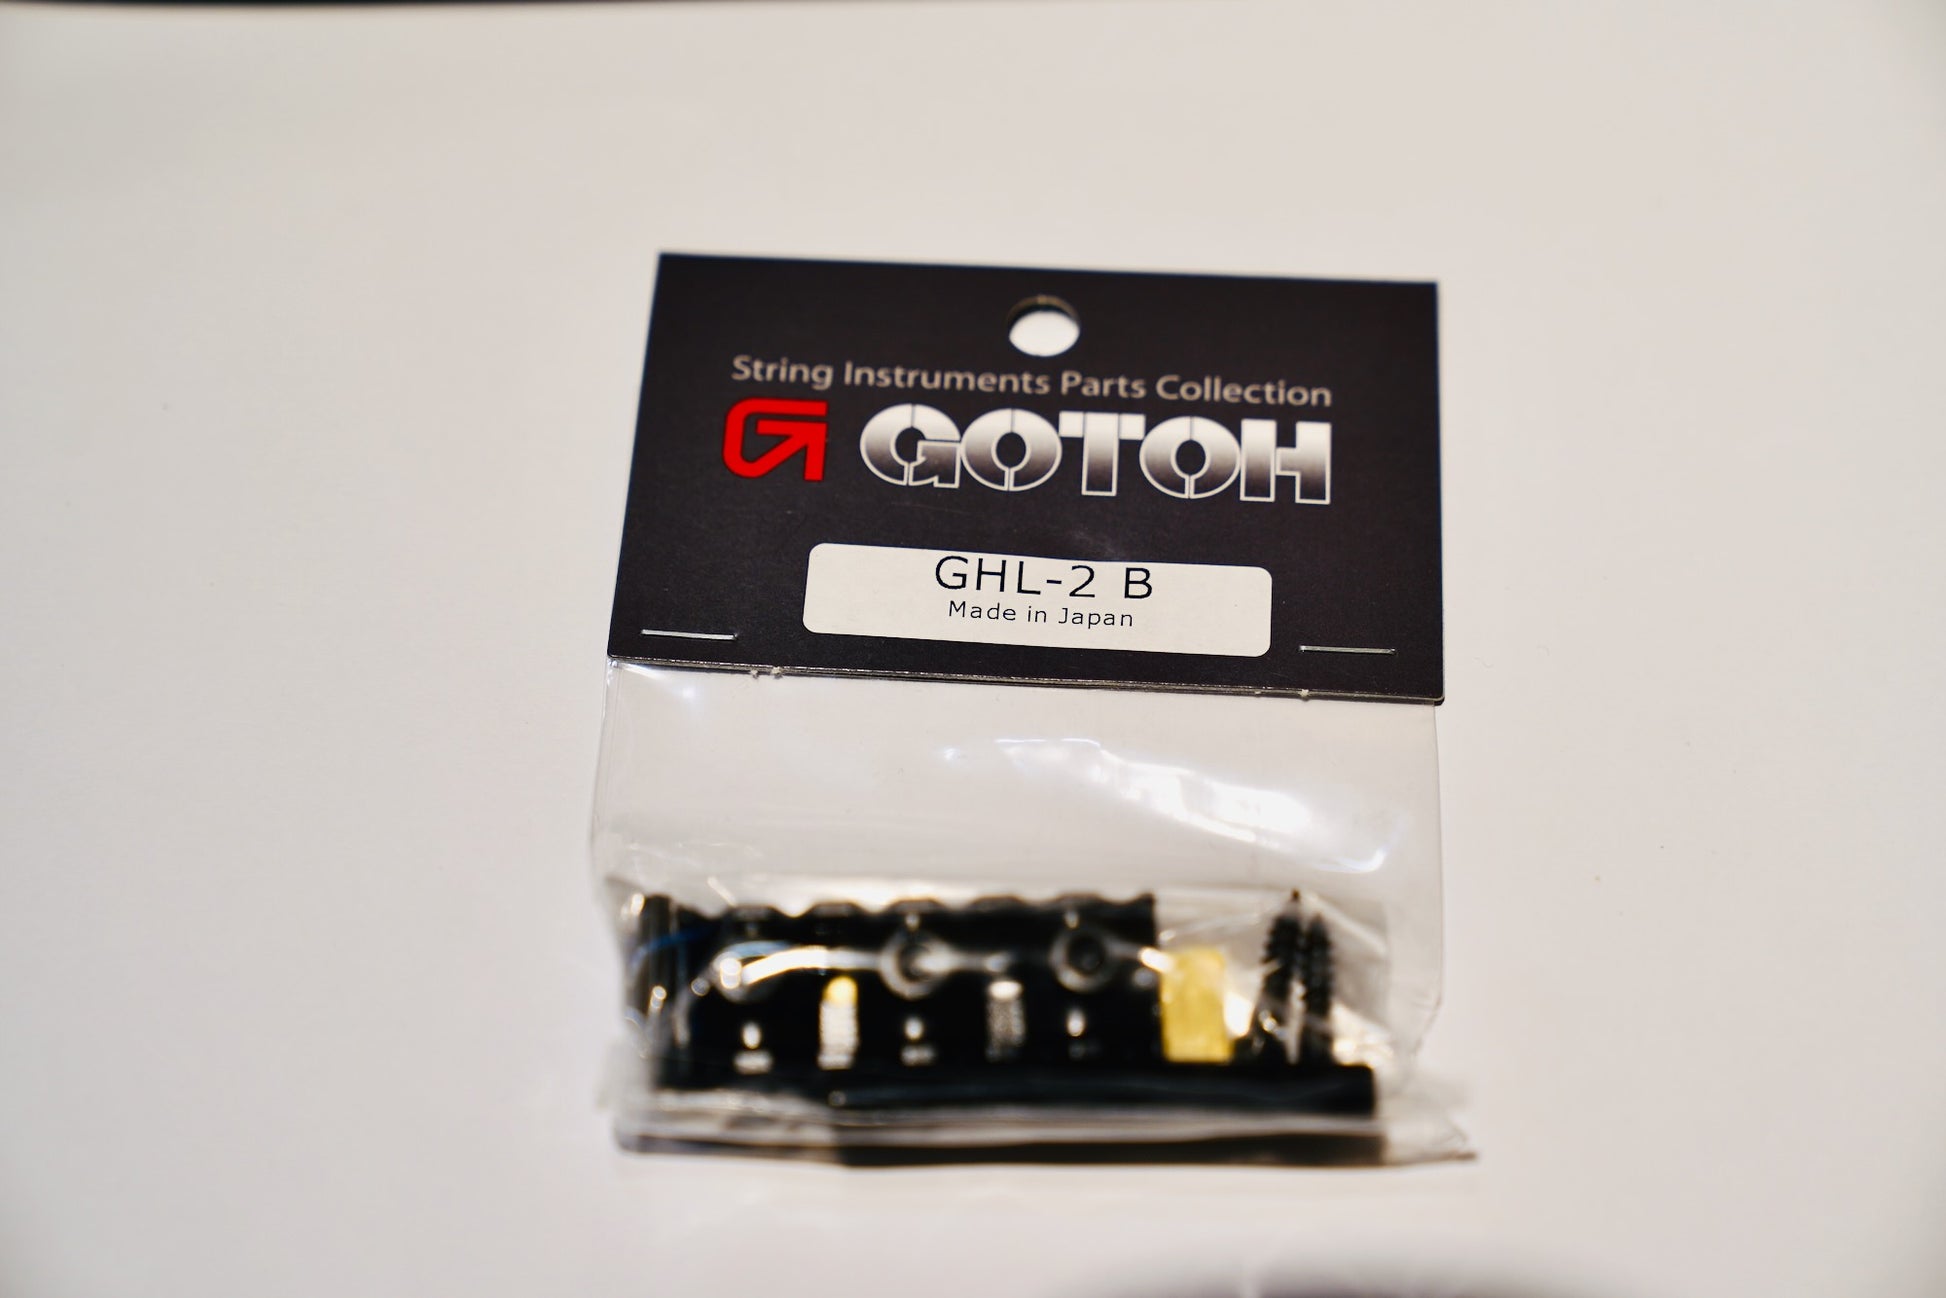 String Instruments Parts Collection
GOTOH
GHL-2 B
Made in Japan